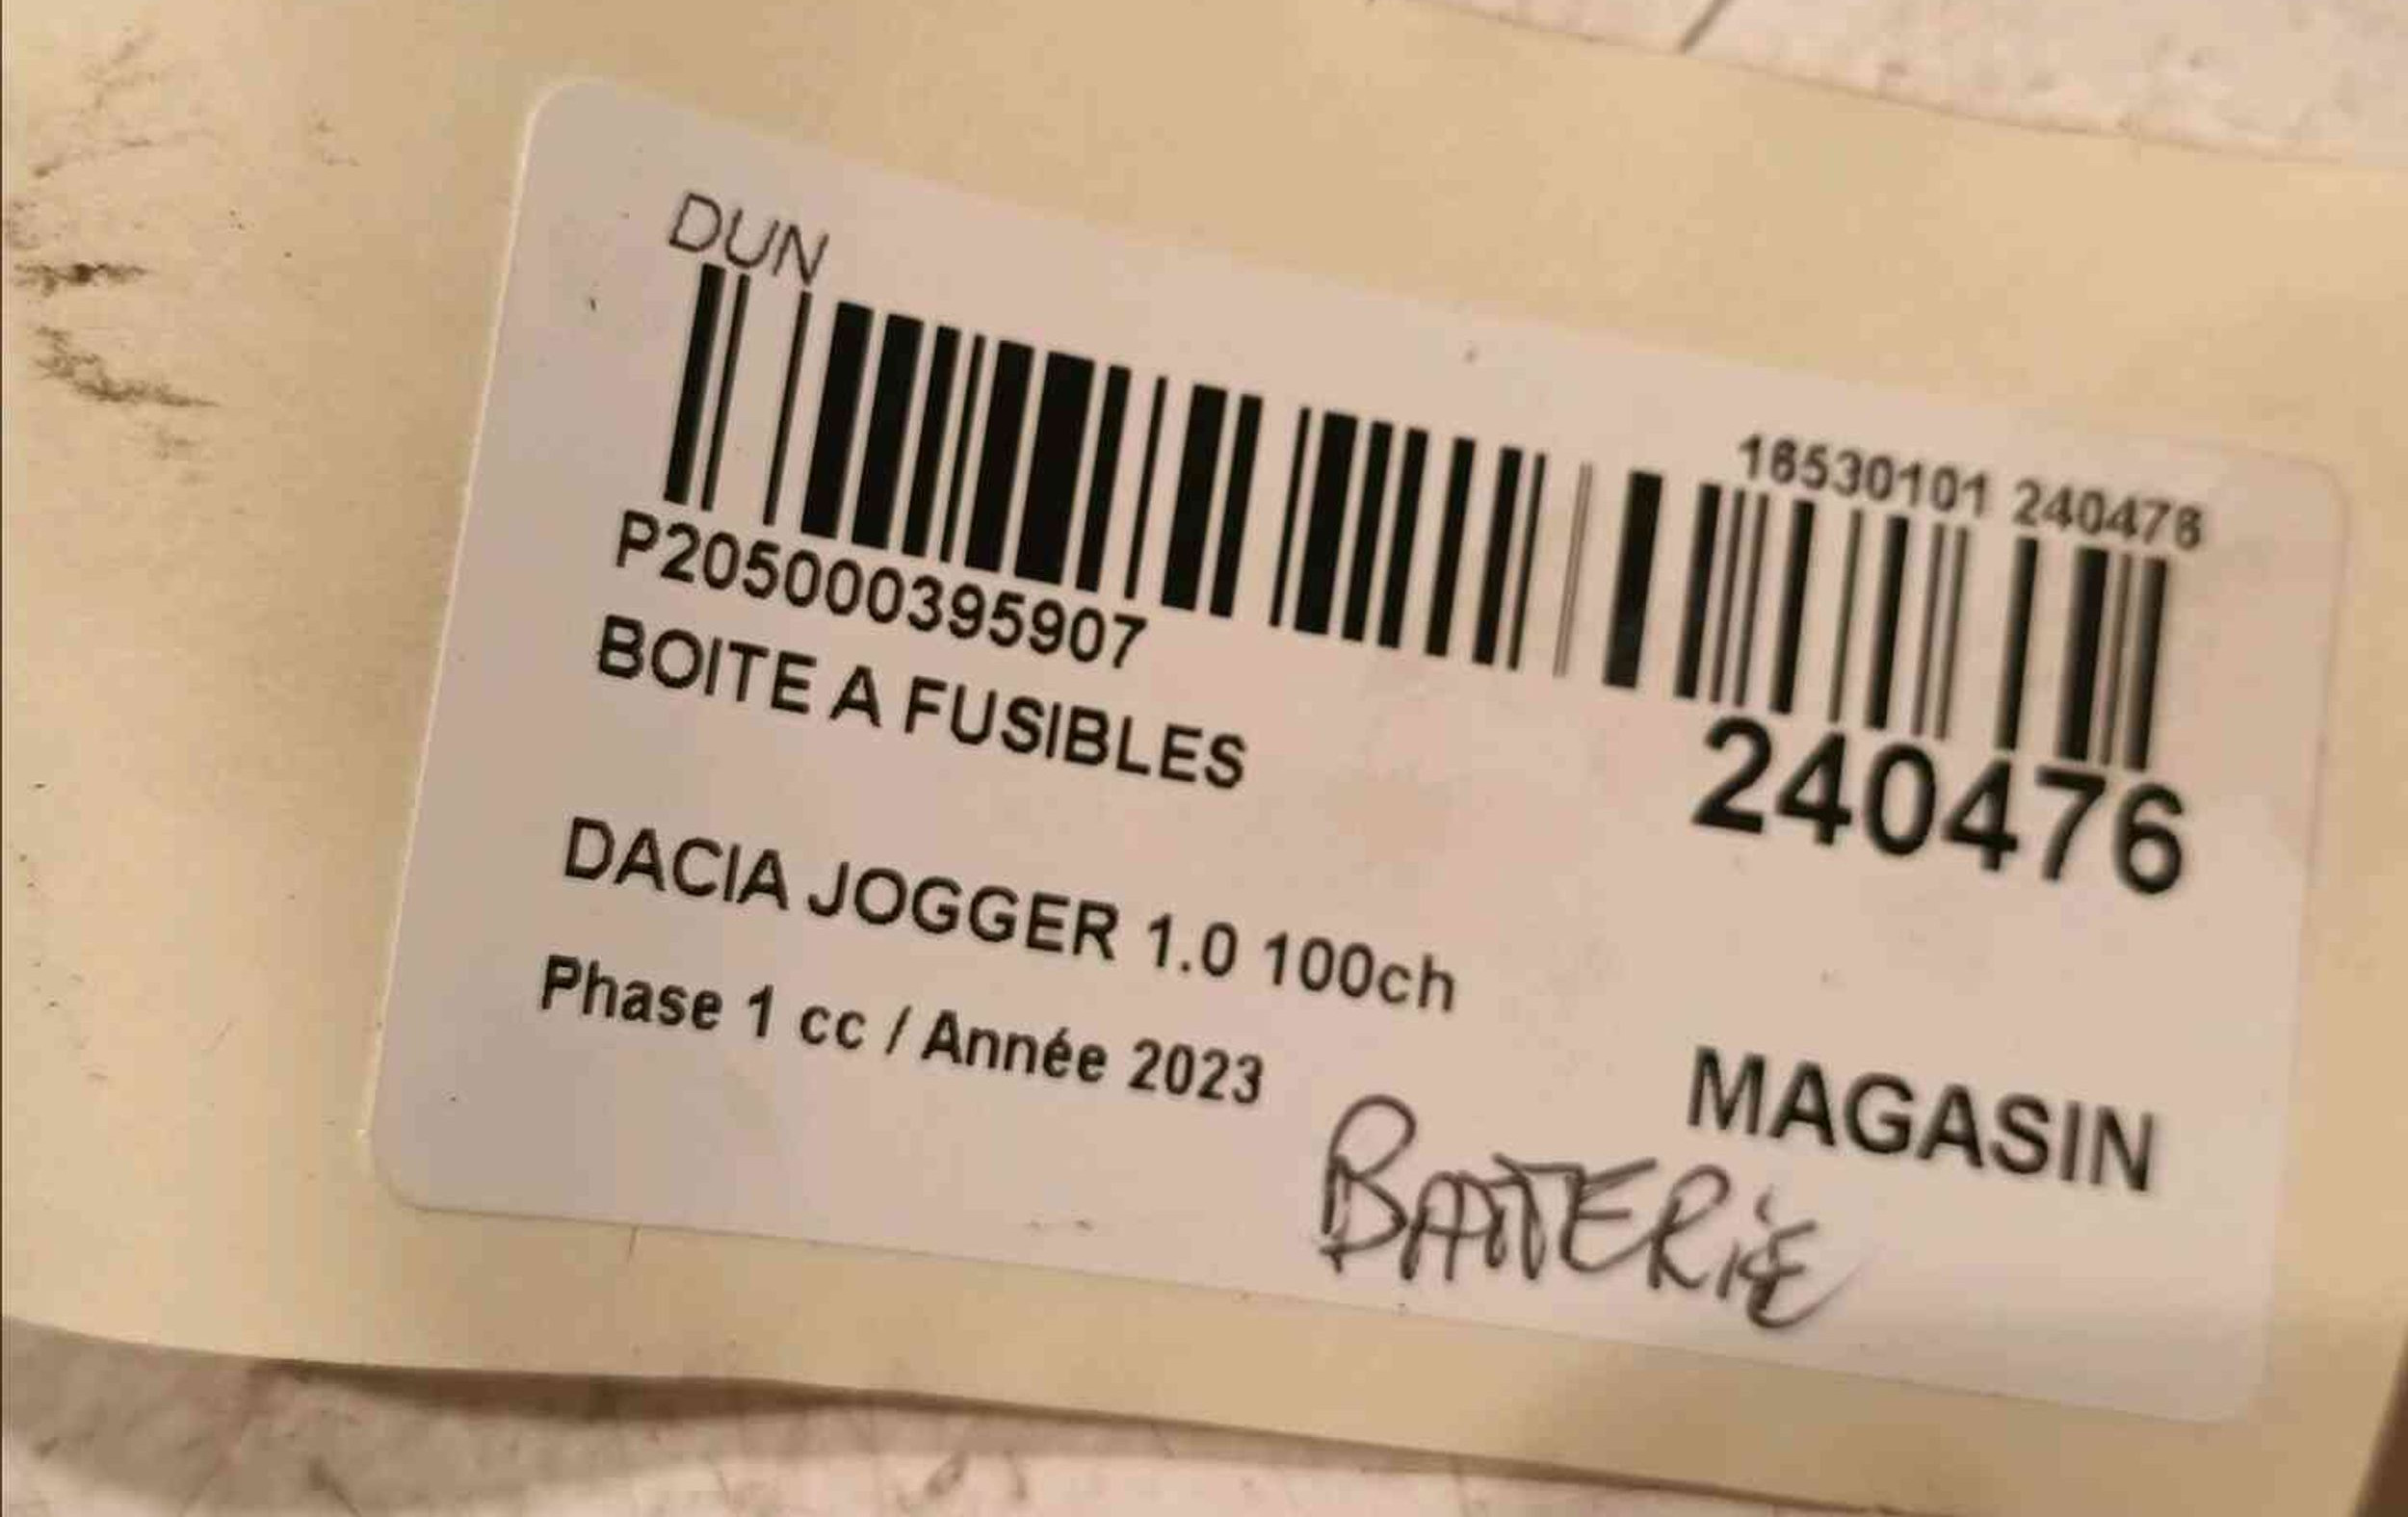 DUN
16530101 240476
P205000395907
240476
BOITE A FUSIBLES
DACIA JOGGER 1.0 100ch
Phase 1 cc / Année 2023
MAGASIN
BATTERiE